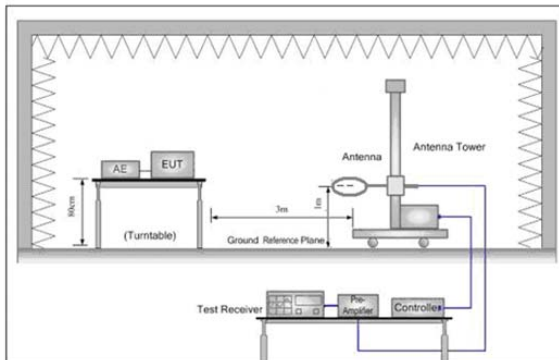 Antenna Tower
Antenna
EUT
AE
80cm
1m
3m
(Turntable)
Ground Reference Plane
Test Receiver
Pre-
Amplifier
Controller